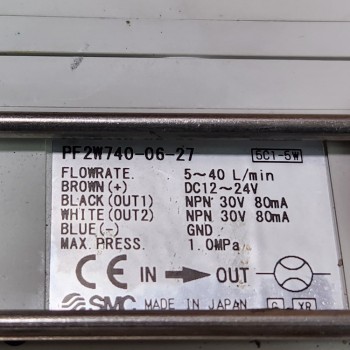 PF2W740-06-27 5C1-5W
FLOWRATE. 5～40 L/min
BROWN(+) DC12～24V
BLACK(OUT1) NPN 30V 80mA
WHITE(OUT2) NPN 30V 80mA
BLUE(-) GND
MAX.PRESS. 1.0MPa
CE IN → OUT
SMC MADE IN JAPAN